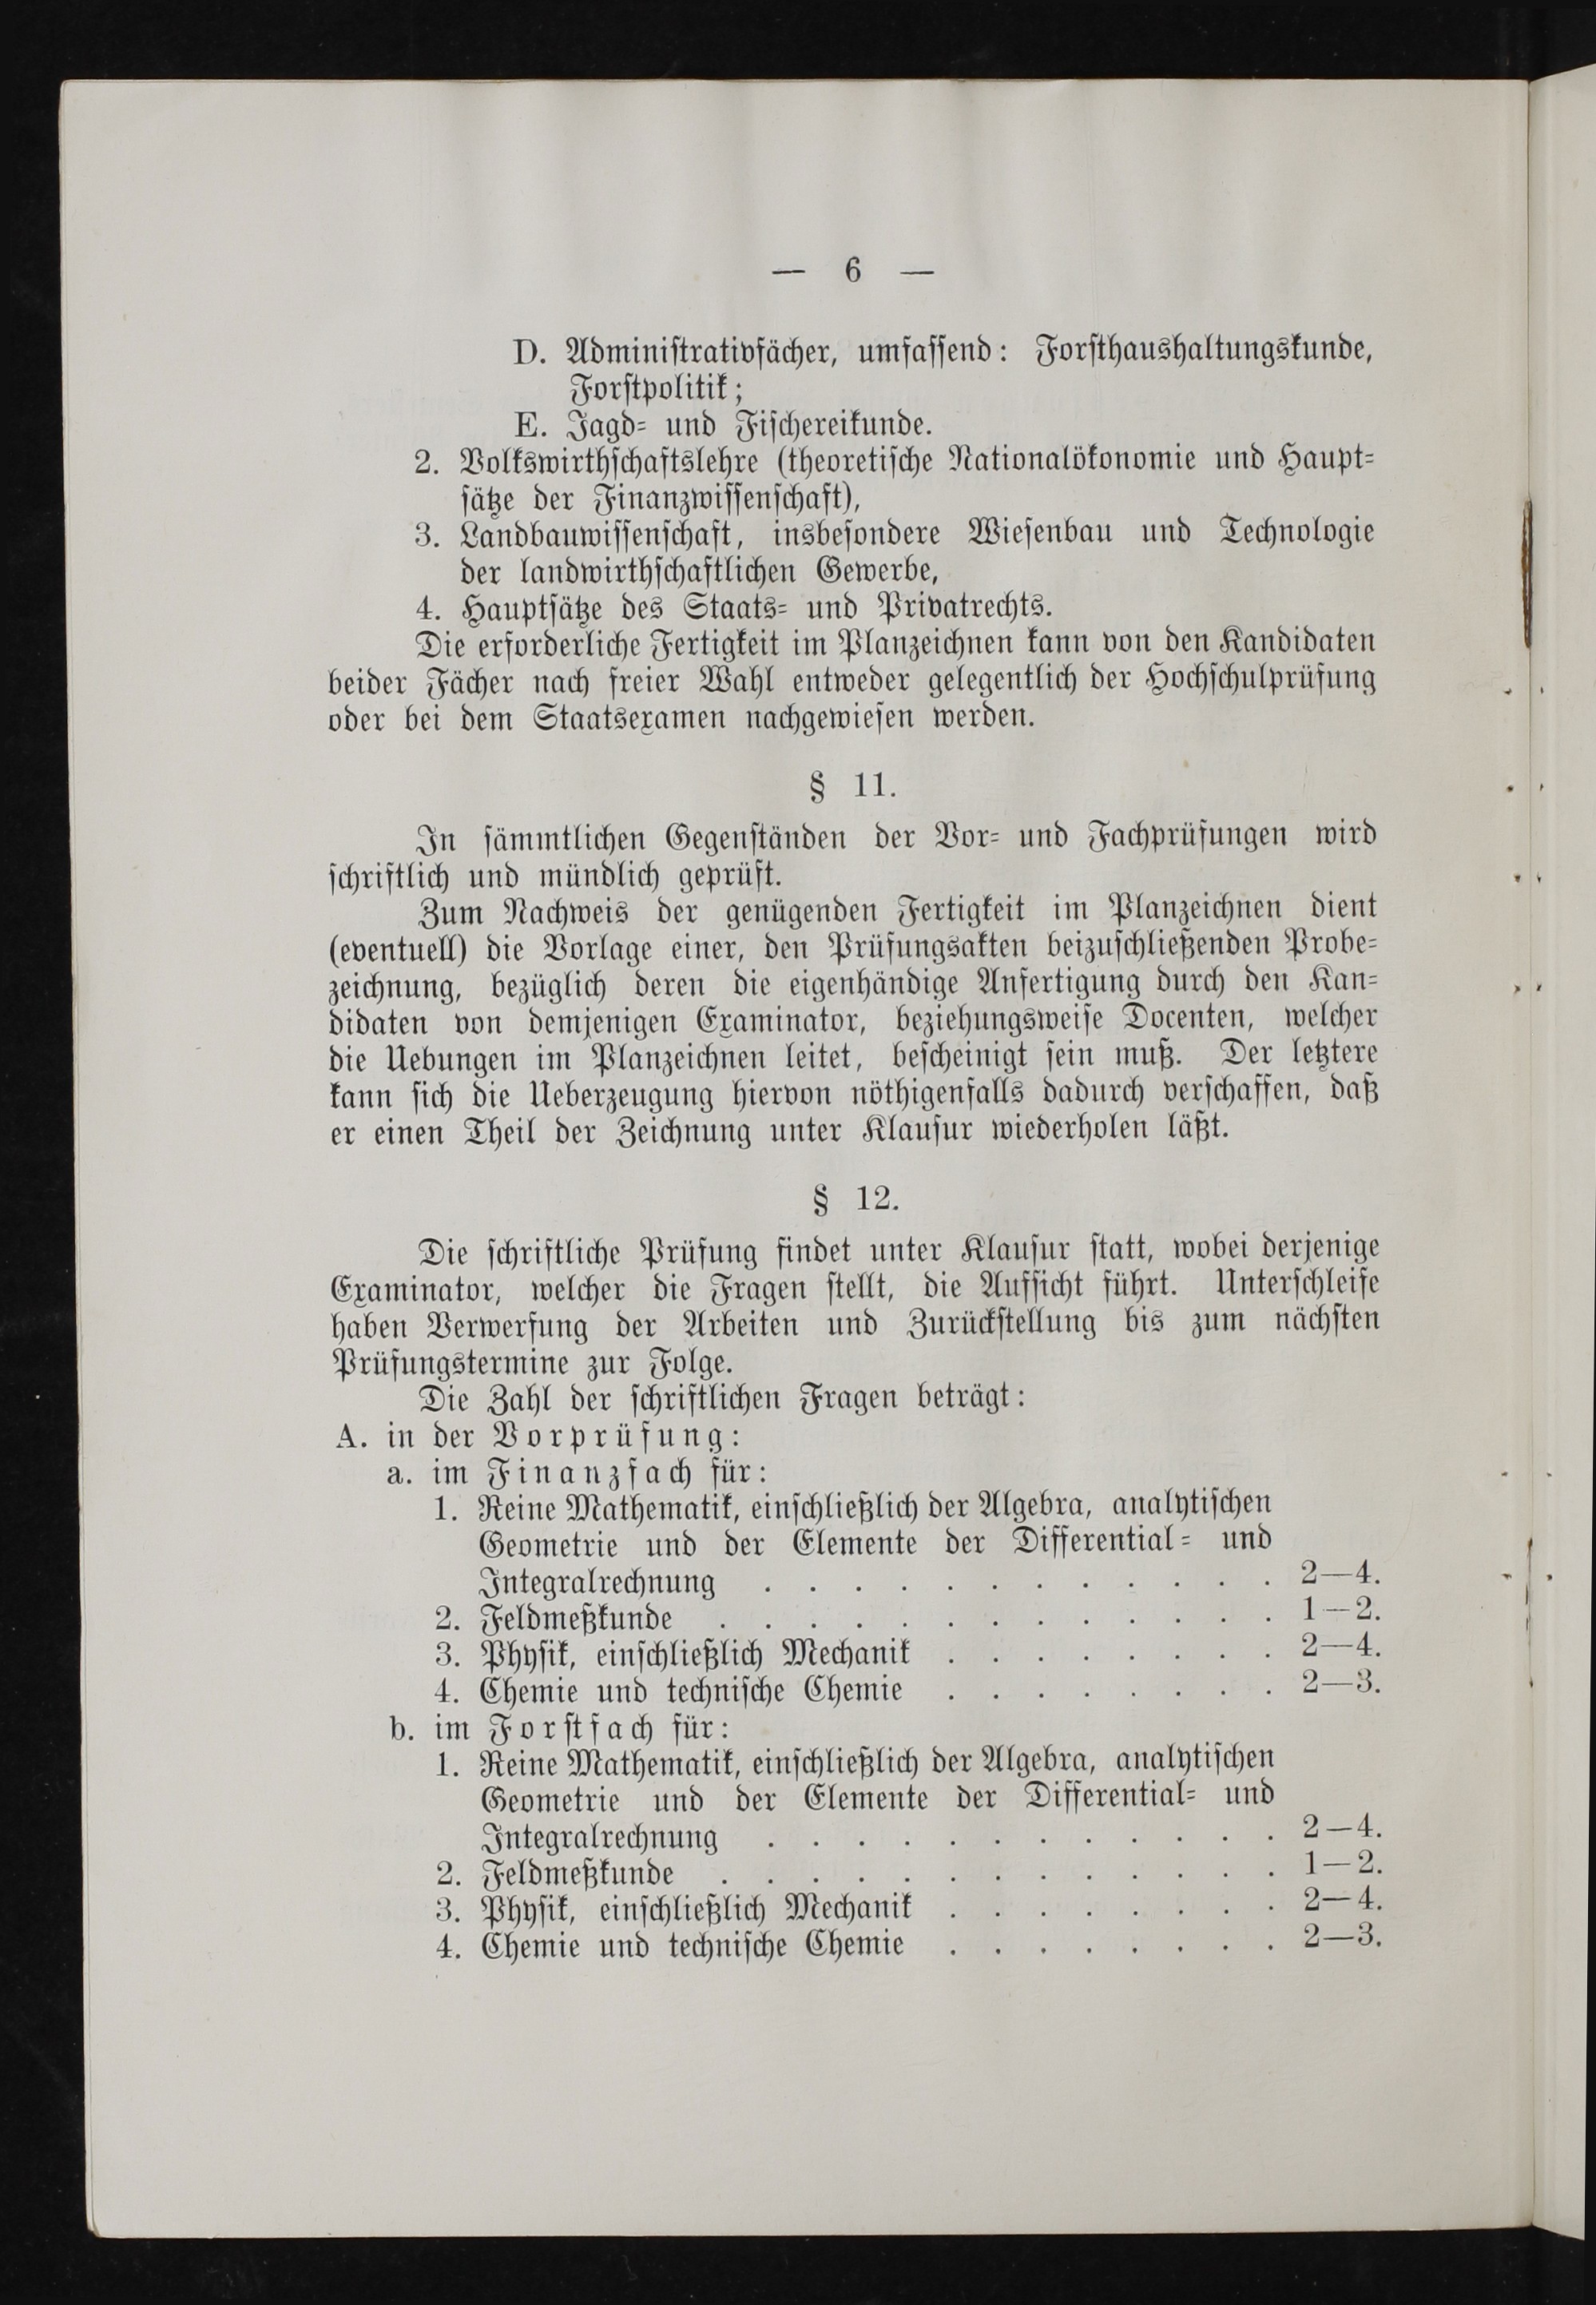 — 6 —
D. Adminiſtrativfächer, umfaſſend: Forſthaushaltungskunde,
Forſtpolitik;
E. Jagd- und Fiſchereikunde.
2. Volkswirthſchaftslehre (theoretiſche Nationalökonomie und Haupt-
ſätze der Finanzwiſſenſchaft),
3. Landbauwiſſenſchaft, insbeſondere Wieſenbau und Technologie
der landwirthſchaftlichen Gewerbe,
4. Hauptſätze des Staats- und Privatrechts.
Die erforderliche Fertigkeit im Planzeichnen kann von den Kandidaten
beider Fächer nach freier Wahl entweder gelegentlich der Hochſchulprüfung
oder bei dem Staatsexamen nachgewieſen werden.
§ 11.
In ſämmtlichen Gegenſtänden der Vor- und Fachprüfungen wird
ſchriftlich und mündlich geprüft.
Zum Nachweis der genügenden Fertigkeit im Planzeichnen dient
(eventuell) die Vorlage einer, den Prüfungsakten beizuſchließenden Probe-
zeichnung, bezüglich deren die eigenhändige Anfertigung durch den Kan-
didaten von demjenigen Examinator, beziehungsweiſe Docenten, welcher
die Uebungen im Planzeichnen leitet, beſcheinigt ſein muß. Der letztere
kann ſich die Ueberzeugung hiervon nöthigenfalls dadurch verſchaffen, daß
er einen Theil der Zeichnung unter Klauſur wiederholen läßt.
§ 12.
Die ſchriftliche Prüfung findet unter Klauſur ſtatt, wobei derjenige
Examinator, welcher die Fragen ſtellt, die Aufſicht führt. Unterſchleife
haben Verwerfung der Arbeiten und Zurückſtellung bis zum nächſten
Prüfungstermine zur Folge.
Die Zahl der ſchriftlichen Fragen beträgt:
A. in der Vorprüfung:
a. im Finanzfach für:
1. Reine Mathematik, einſchließlich der Algebra, analytiſchen
Geometrie und der Elemente der Differential- und
Integralrechnung . . . . . . . . . . . . 2—4.
2. Feldmeßkunde . . . . . . . . . . . . . 1—2.
3. Phyſik, einſchließlich Mechanik . . . . . . . . 2—4.
4. Chemie und techniſche Chemie . . . . . . . . 2—3.
b. im Forſtfach für:
1. Reine Mathematik, einſchließlich der Algebra, analytiſchen
Geometrie und der Elemente der Differential- und
Integralrechnung . . . . . . . . . . . . 2—4.
2. Feldmeßkunde . . . . . . . . . . . . . 1—2.
3. Phyſik, einſchließlich Mechanik . . . . . . . . 2—4.
4. Chemie und techniſche Chemie . . . . . . . . 2—3.